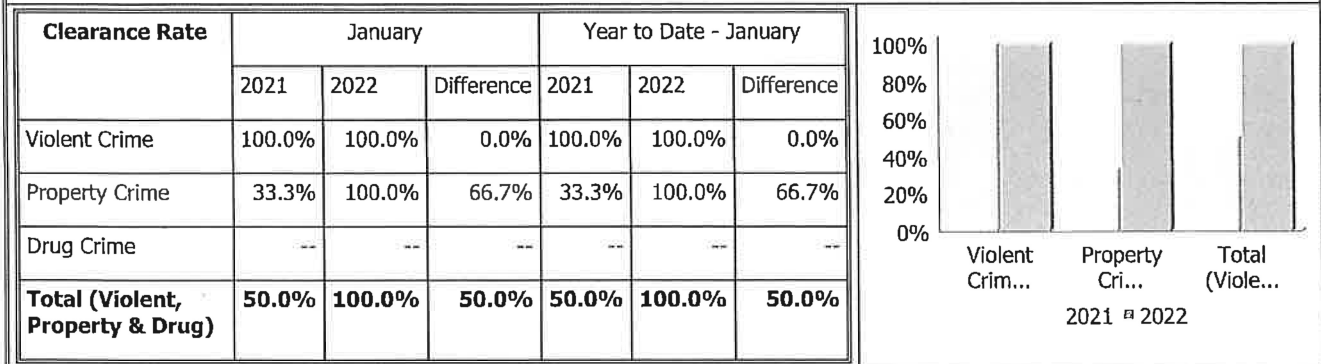 Clearance Rate January Year to Date - January
2021 2022 Difference 2021 2022 Difference
Violent Crime 100.0% 100.0% 0.0% 100.0% 100.0% 0.0%
Property Crime 33.3% 100.0% 66.7% 33.3% 100.0% 66.7%
Drug Crime -- -- -- -- -- --
Total (Violent, 50.0% 100.0% 50.0% 50.0% 100.0% 50.0%
Property & Drug)
100%
80%
60%
40%
20%
0%
Violent Property Total
Crim... Cri... (Viole...
2021 2022